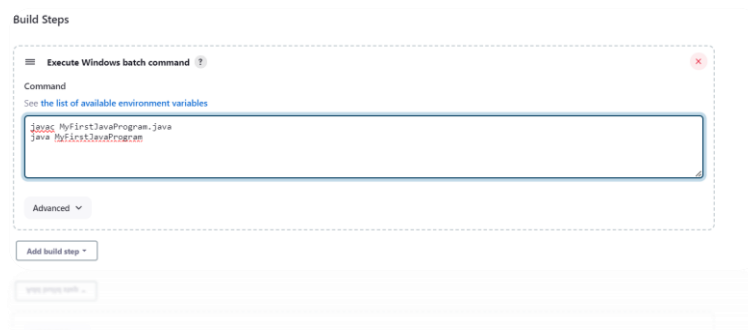 Build Steps
Execute Windows batch command ?
Command
See the list of available environment variables
javac MyFirstJavaProgram.java
java MyFirstJavaProgram
Advanced
Add build step